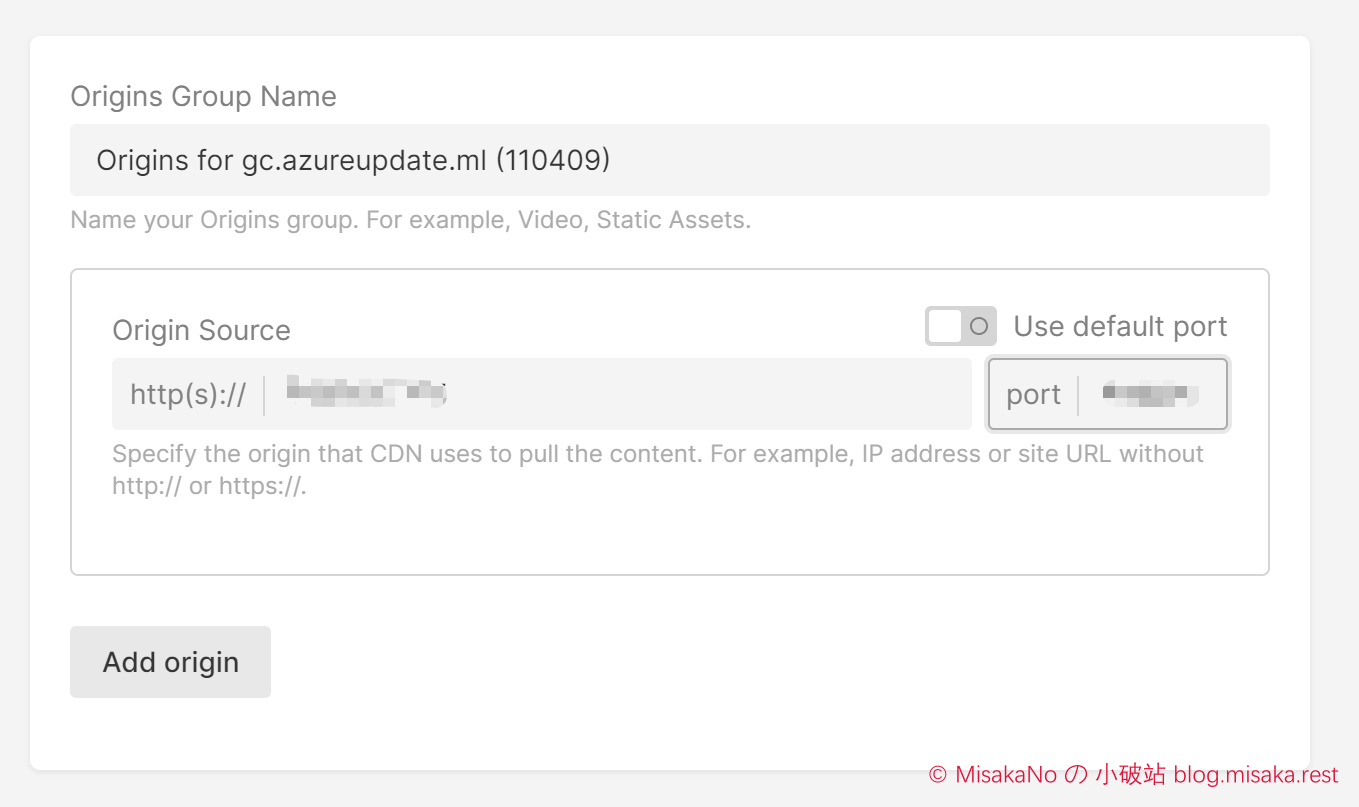 Origins Group Name
Origins for gc.azureupdate.ml (110409)
Name your Origins group. For example, Video, Static Assets.
Origin Source
Use default port
http(s)://
port
Specify the origin that CDN uses to pull the content. For example, IP address or site URL without
http:// or https://.
Add origin
© MisakaNo の 小破站 blog.misaka.rest